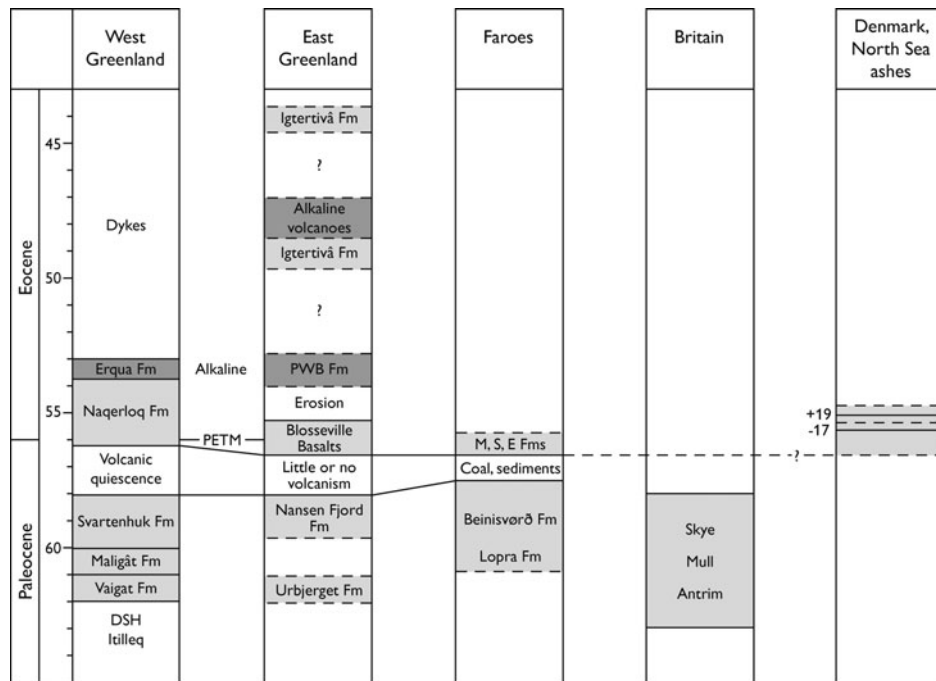 West
Greenland
East
Greenland
Faroes
Britain
Denmark,
North Sea
ashes
Eocene
Paleocene
45
50
55
60
Dykes
Erqua Fm
Naqerloq Fm
Volcanic
quiescence
Svartenhuk Fm
Maligât Fm
Vaigat Fm
DSH
Itilleq
Alkaline
PETM
Igtertivâ Fm
?
Alkaline
volcanoes
Igtertivâ Fm
?
PWB Fm
Erosion
Blosseville
Basalts
Little or no
volcanism
Nansen Fjord
Fm
Urbjerget Fm
M, S, E Fms
Coal, sediments
Beinisvørð Fm
Lopra Fm
Skye
Mull
Antrim
?
+19
-17